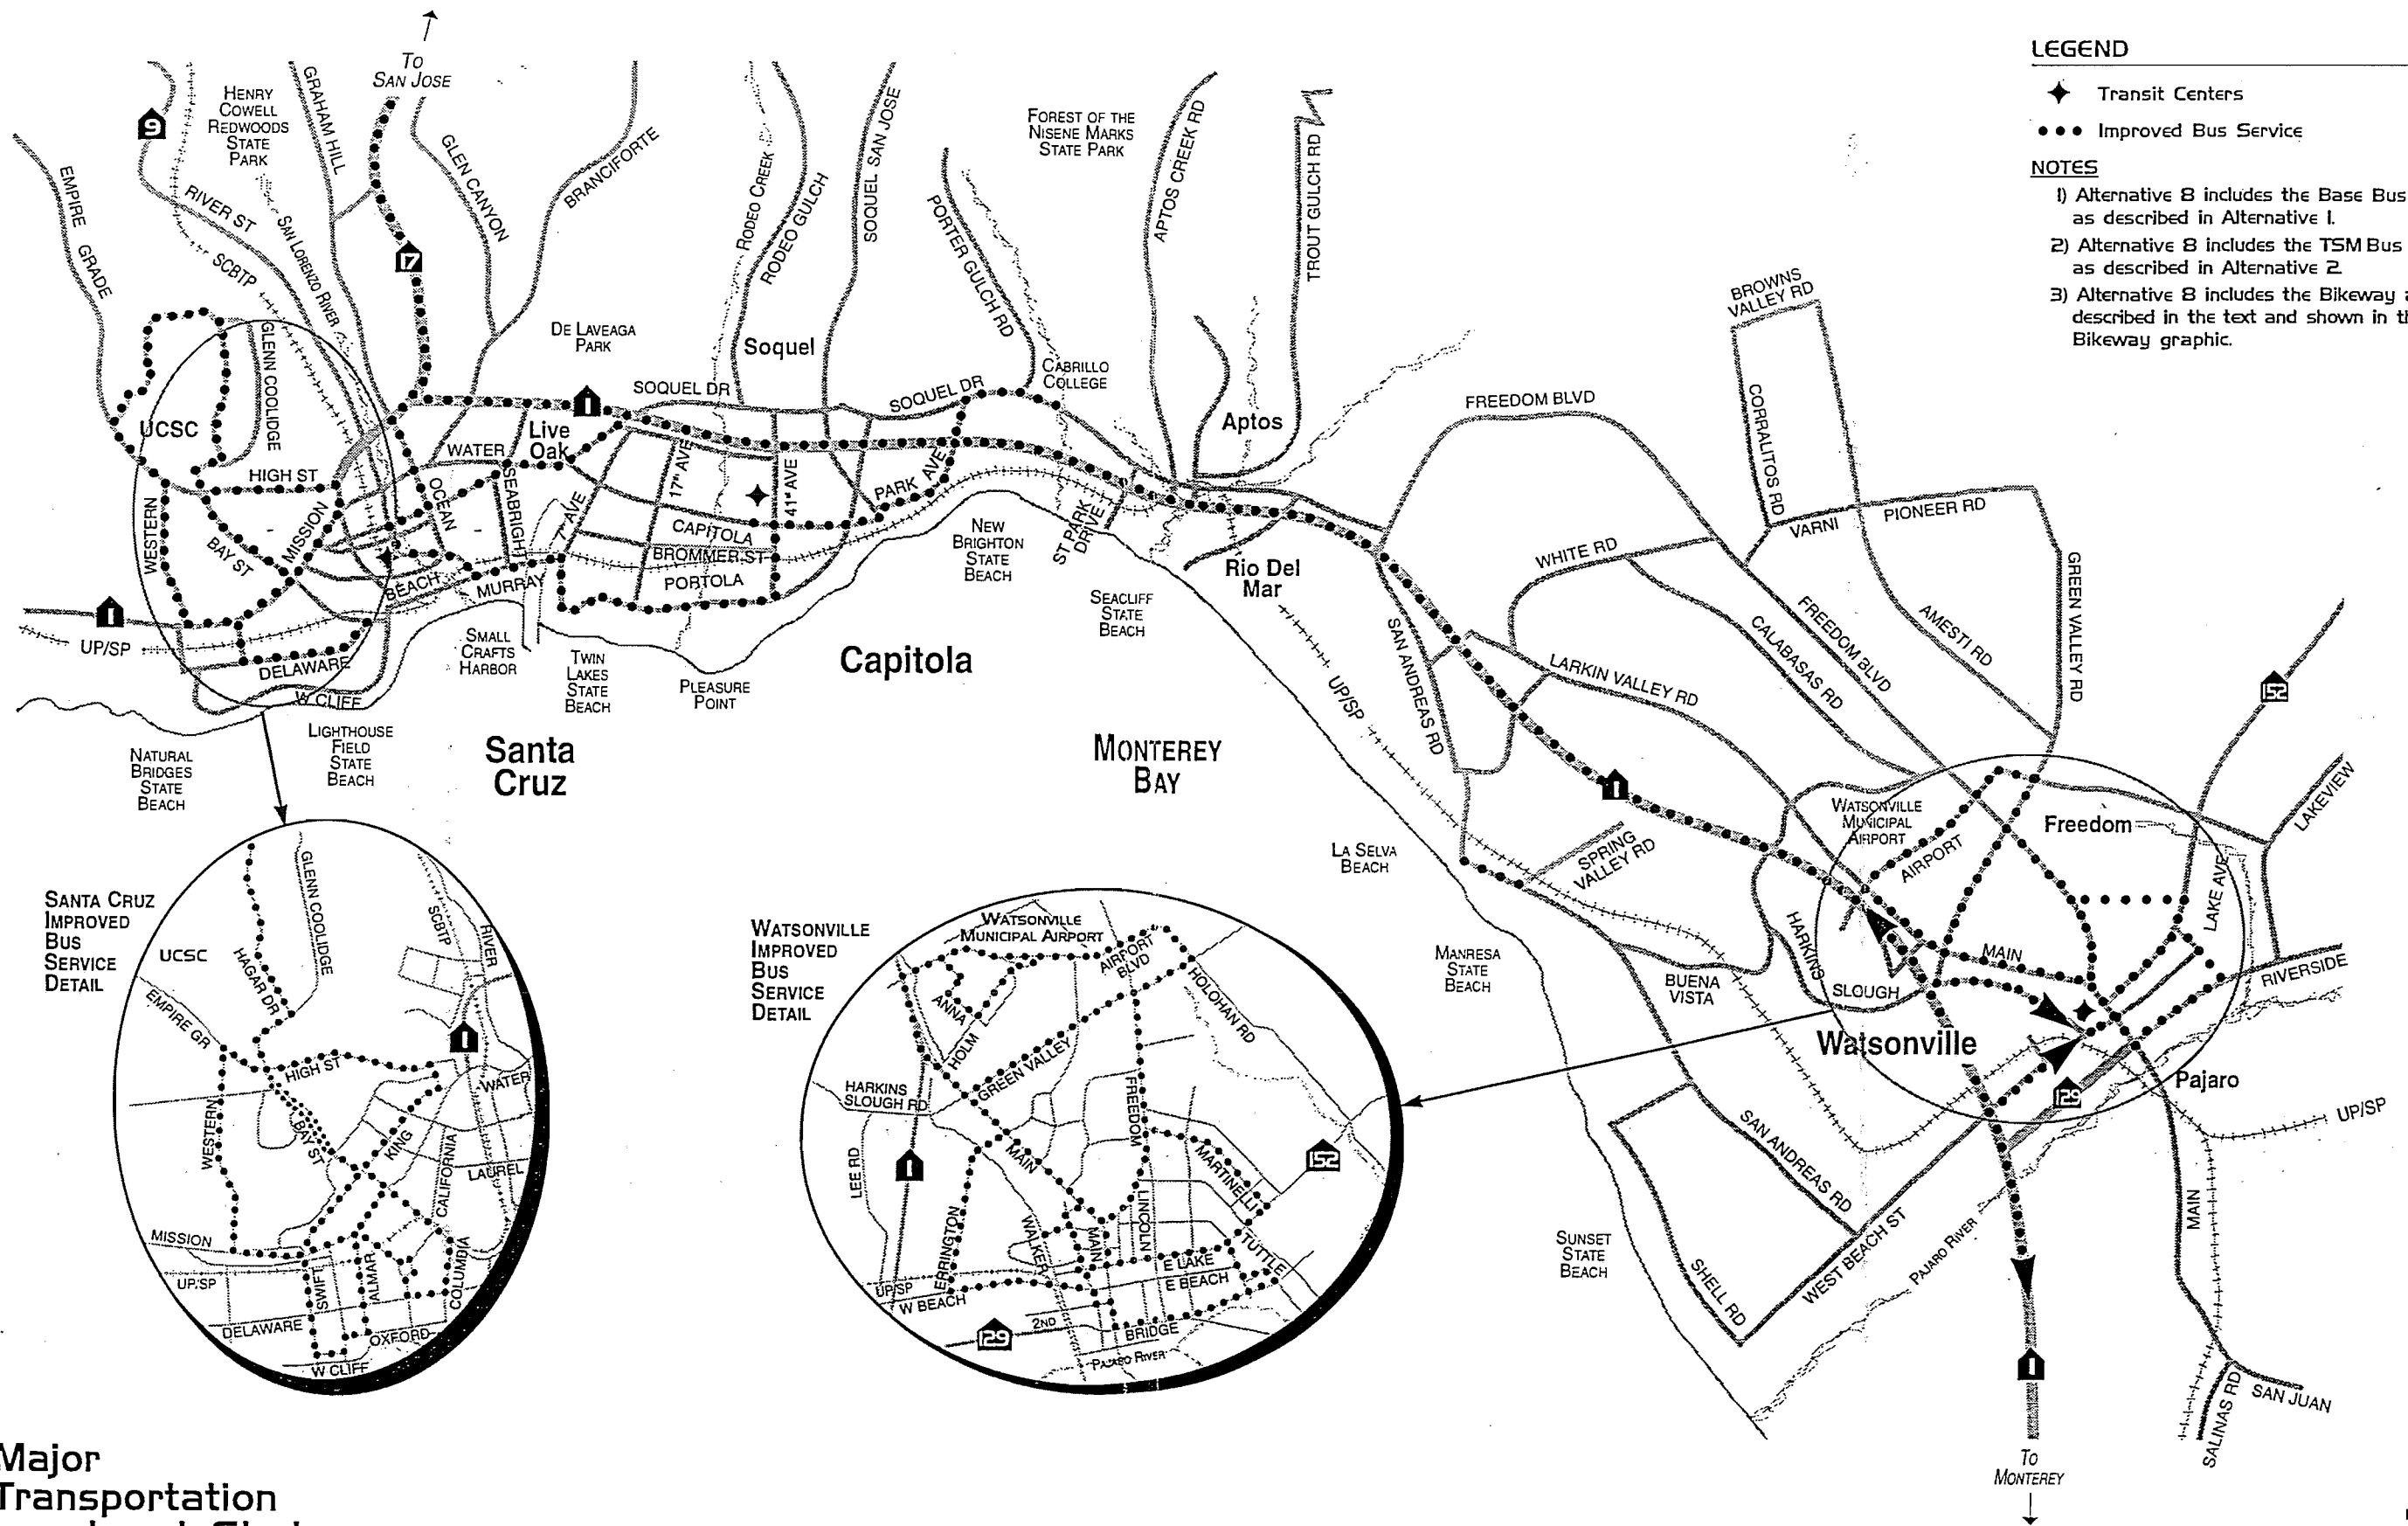 To
SAN JOSE
9
HENRY
COWELL
REDWOODS
STATE
PARK
GRAHAM HILL
GLEN CANYON
BRANCIFORTE
EMPIRE GRADE
RIVER ST
SCBTP
SAN LORENZO RIVER
17
DE LAVEAGA
PARK
RODEO CREEK
RODEO GULCH
SOQUEL SAN JOSE
Soquel
PORTER GULCH RD
FOREST OF THE
NISENE MARKS
STATE PARK
APTOS CREEK RD
TROUT GULCH RD
CABRILLO
COLLEGE
Aptos
LEGEND
Transit Centers
Improved Bus Service
NOTES
1) Alternative 8 includes the Base Bus
as described in Alternative 1.
2) Alternative 8 includes the TSM Bus
as described in Alternative 2
3) Alternative 8 includes the Bikeway
described in the text and shown in
Bikeway graphic.
UCSC
GLENN COOLIDGE
HIGH ST
WESTERN
BAY ST
MISSION
WATER
OCEAN
SEABRIGHT
Live
Oak
1
SOQUEL DR
SOQUEL DR
7TH AVE
17TH AVE
41ST AVE
CAPITOLA
BROMMER ST
PORTOLA
PARK AVE
BEACH
MURRAY
1
UP/SP
DELAWARE
W CLIFF
SMALL
CRAFTS
HARBOR
TWIN
LAKES
STATE
BEACH
PLEASURE
POINT
Capitola
NEW
BRIGHTON
STATE
BEACH
ST PARK
DRIVE
SEACLIFF
STATE
BEACH
Rio Del
Mar
NATURAL
BRIDGES
STATE
BEACH
LIGHTHOUSE
FIELD
STATE
BEACH
Santa
Cruz
MONTEREY
BAY
BROWNS
VALLEY RD
FREEDOM BLVD
CORRALITOS RD
VARNI
PIONEER RD
WHITE RD
GREEN VALLEY RD
AMESTI RD
FREEDOM BLVD
CALABASAS RD
LARKIN VALLEY RD
SAN ANDREAS RD
UP/SP
152
1
WATSONVILLE
MUNICIPAL
AIRPORT
AIRPORT
Freedom
LAKEVIEW
LAKE AVE
SPRING
VALLEY RD
LA SELVA
BEACH
MANRESA
STATE
BEACH
HARKINS
SLOUGH
BUENA
VISTA
MAIN
RIVERSIDE
Watsonville
129
Pajaro
UP/SP
SAN ANDREAS RD
WEST BEACH ST
SHELL RD
SUNSET
STATE
BEACH
PAJARO RIVER
MAIN
1
SALINAS RD
SAN JUAN
To
MONTEREY
SANTA CRUZ
IMPROVED
BUS
SERVICE
DETAIL
UCSC
GLENN COOLIDGE
HAGAR DR
EMPIRE GR
SCBTP
RIVER
1
HIGH ST
WATER
WESTERN
BAY ST
KING
CALIFORNIA
LAUREL
MISSION
UP/SP
SWIFT
ALMAR
COLUMBIA
DELAWARE
OXFORD
W CLIFF
WATSONVILLE
IMPROVED
BUS
SERVICE
DETAIL
WATSONVILLE
MUNICIPAL AIRPORT
AIRPORT
BLVD
HOLOHAN RD
ANNA
HOLM
GREEN VALLEY
HARKINS
SLOUGH RD
FREEDOM
LEE RD
1
MAIN
MARTINELLI
152
ERRINGTON
WALKER
MAIN
LINCOLN
TUTTLE
E LAKE
E BEACH
UP/SP
W BEACH
129
2ND
BRIDGE
PAJARO RIVER
Major
Transportation